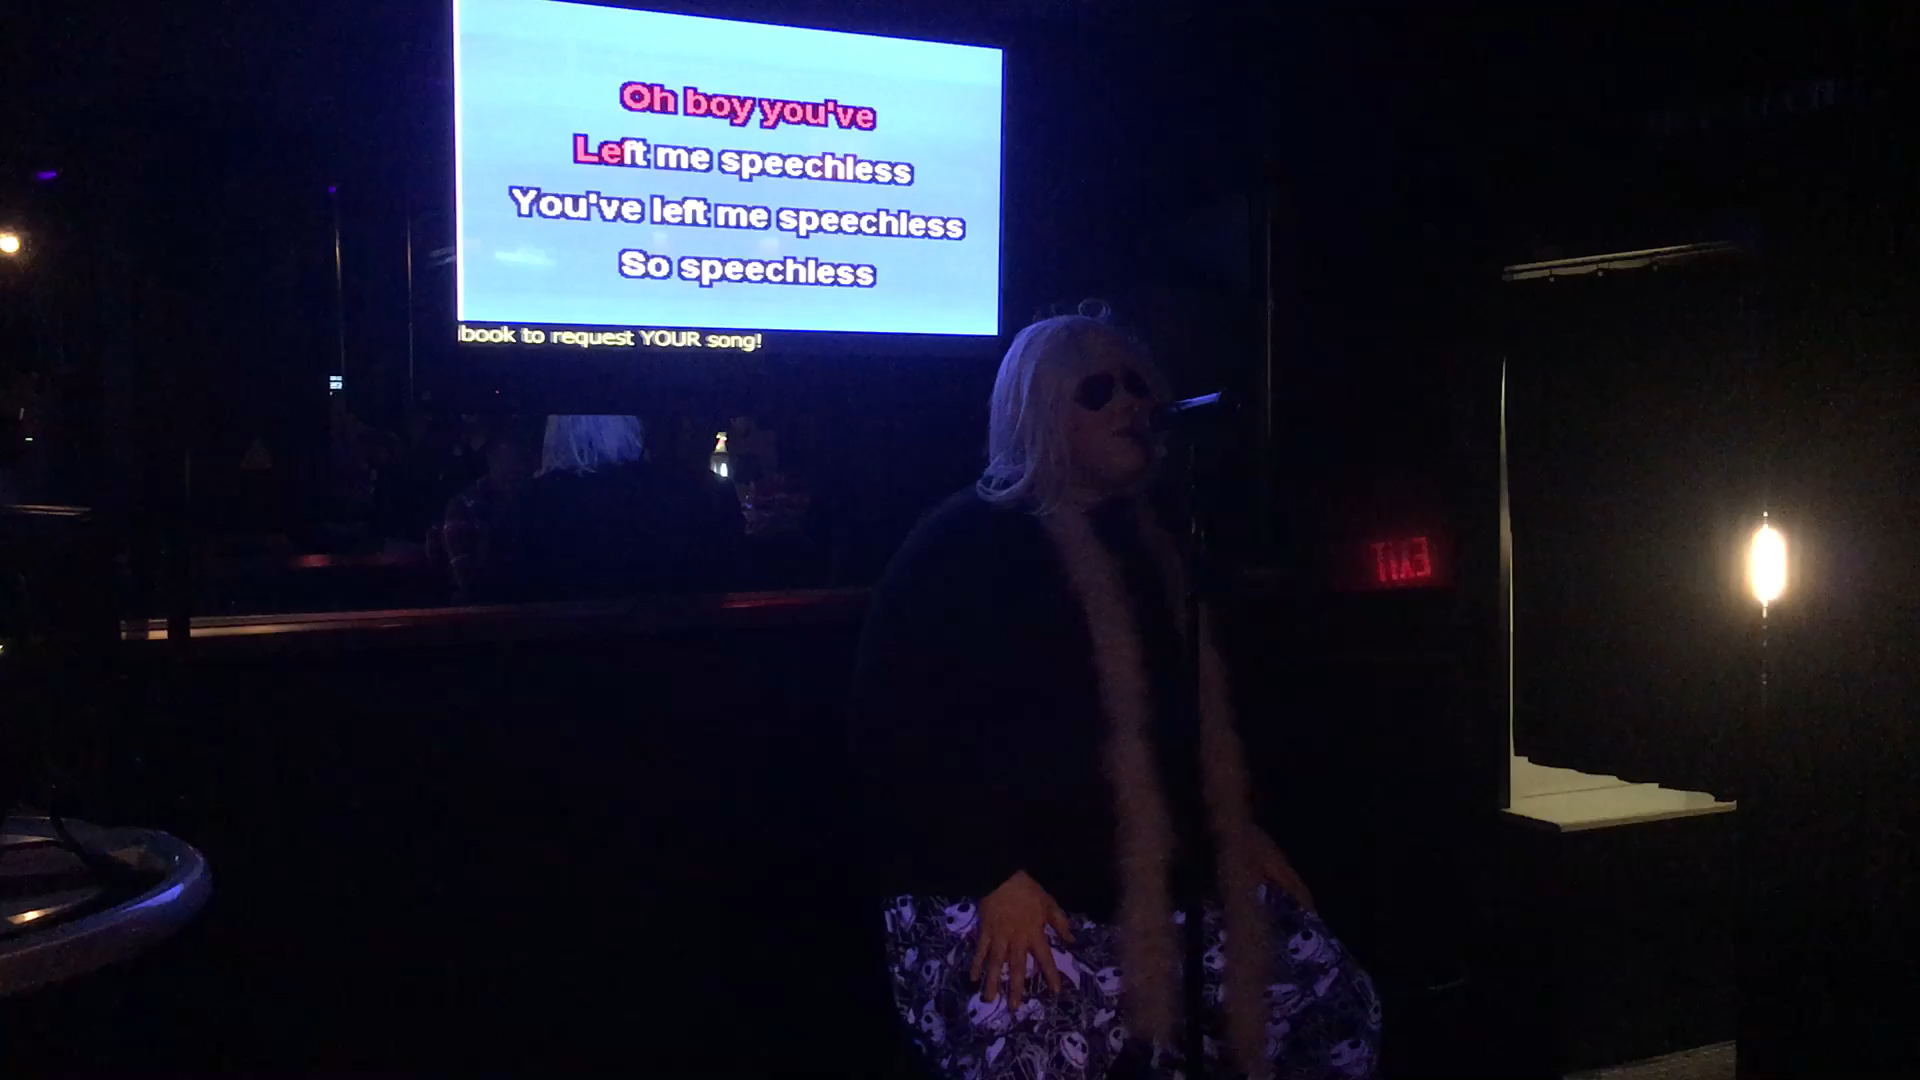 Oh boy you've
Left me speechless
You've left me speechless
So speechless
book to request YOUR song!
EXIT